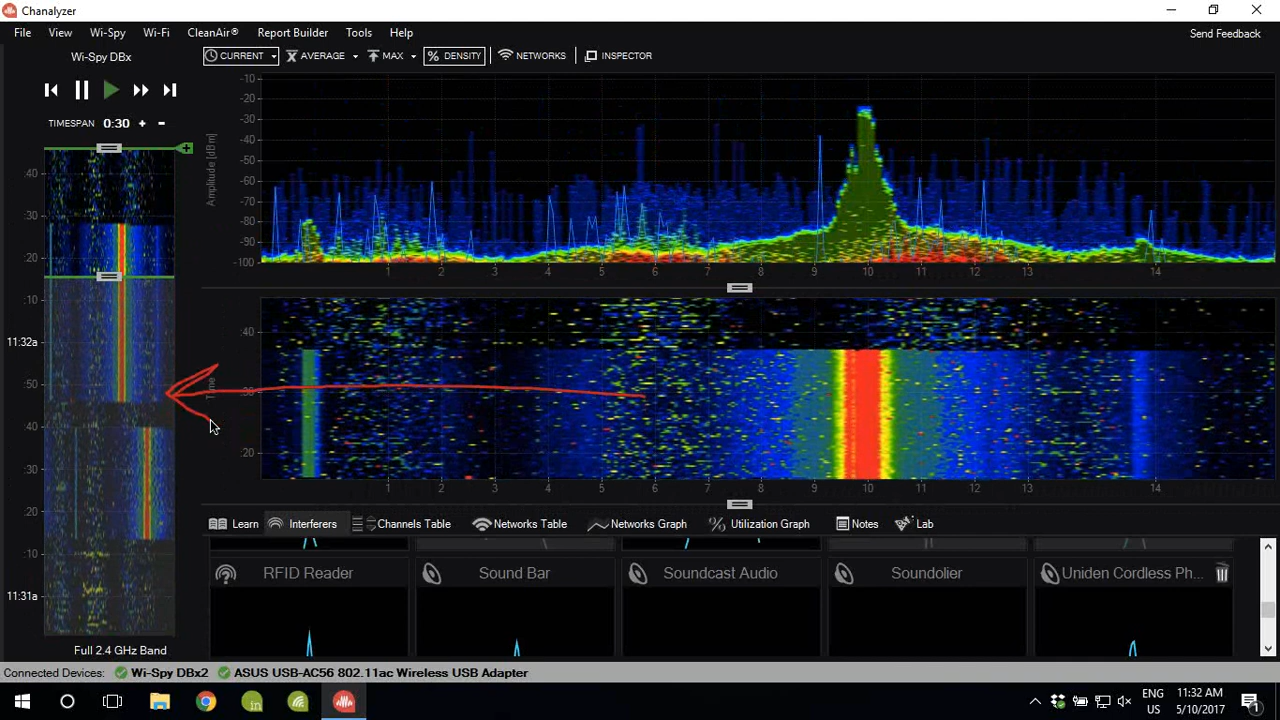 Chanalyzer
File View Wi-Spy Wi-Fi CleanAir® Report Builder Tools Help Send Feedback
Wi-Spy DBx
CURRENT AVERAGE MAX % DENSITY NETWORKS INSPECTOR
TIMESPAN 0:30 + -
:40
:30
:20
:10
11:32a
:50
:40
:30
:20
:10
11:31a
Full 2.4 GHz Band
Amplitude [dBm]
-10
-20
-30
-40
-50
-60
-70
-80
-90
-100
1 2 3 4 5 6 7 8 9 10 11 12 13 14
Time
:40
:30
:20
1 2 3 4 5 6 7 8 9 10 11 12 13 14
Learn Interferers Channels Table Networks Table Networks Graph Utilization Graph Notes Lab
RFID Reader Sound Bar Soundcast Audio Soundolier Uniden Cordless Ph...
Connected Devices: Wi-Spy DBx2 ASUS USB-AC56 802.11ac Wireless USB Adapter
in
ENG 11:32 AM
US 5/10/2017
1